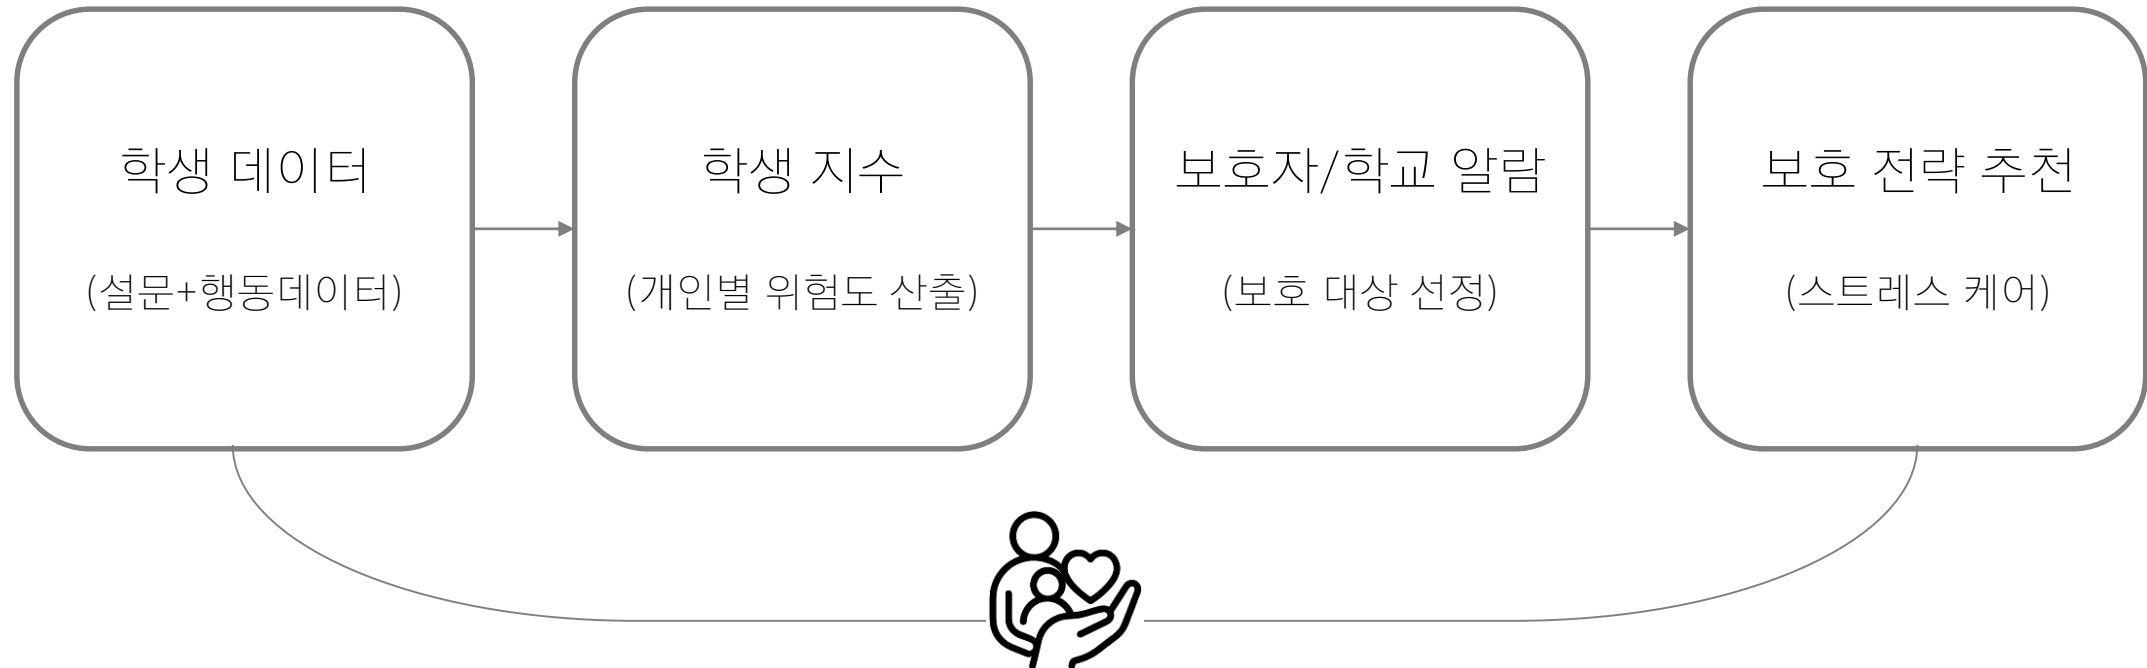 학생 데이터
(설문+행동데이터)
학생 지수
(개인별 위험도 산출)
보호자/학교 알람
(보호 대상 선정)
보호 전략 추천
(스트레스 케어)